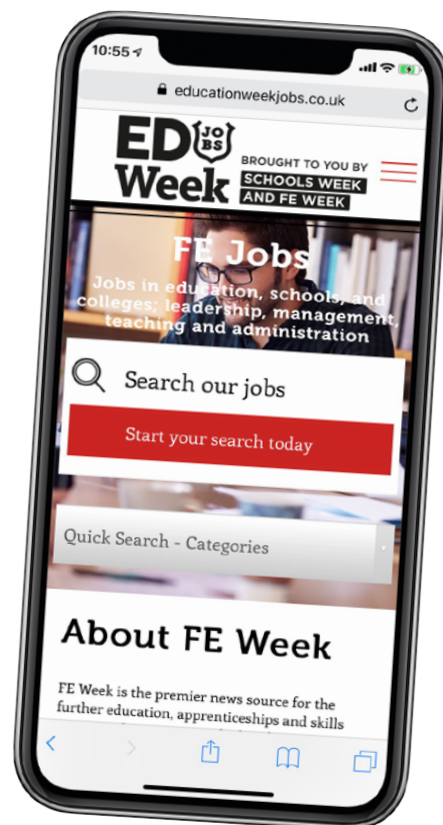 10:55
educationweekjobs.co.uk
ED JOBS
Week
BROUGHT TO YOU BY
SCHOOLS WEEK
AND FE WEEK
FE Jobs
Jobs in education, schools, and
colleges; leadership, management,
teaching and administration
Search our jobs
Start your search today
Quick Search - Categories
About FE Week
FE Week is the premier news source for the
further education, apprenticeships and skills